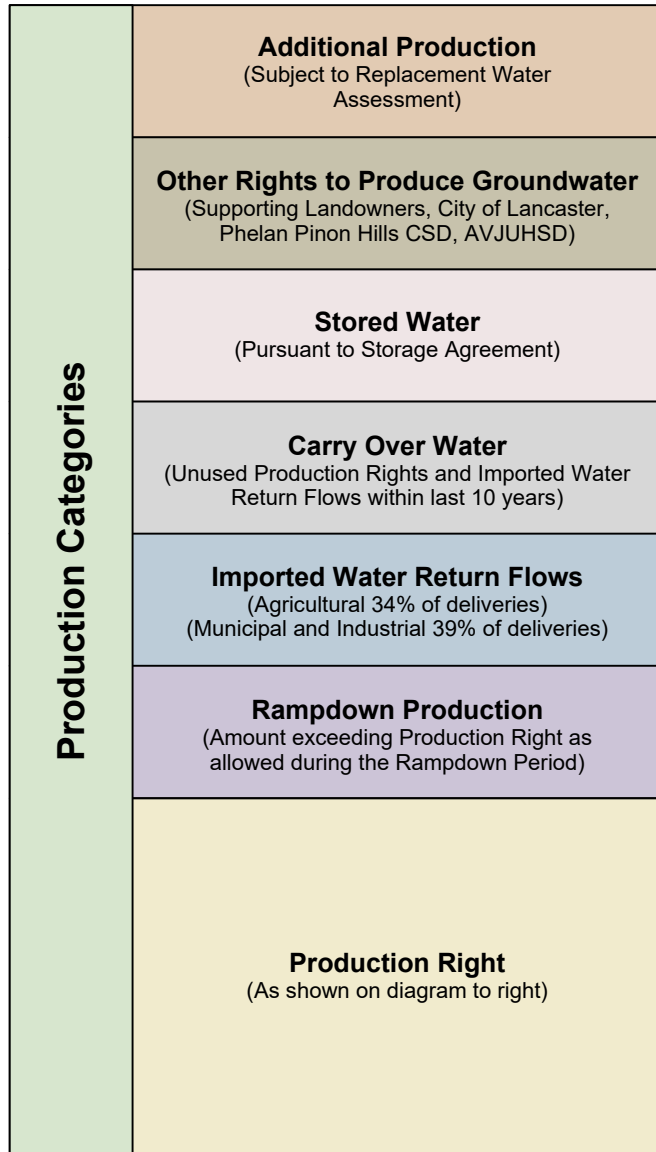 Production Categories
Additional Production
(Subject to Replacement Water
Assessment)
Other Rights to Produce Groundwater
(Supporting Landowners, City of Lancaster,
Phelan Pinon Hills CSD, AVJUHSD)
Stored Water
(Pursuant to Storage Agreement)
Carry Over Water
(Unused Production Rights and Imported Water
Return Flows within last 10 years)
Imported Water Return Flows
(Agricultural 34% of deliveries)
(Municipal and Industrial 39% of deliveries)
Rampdown Production
(Amount exceeding Production Right as
allowed during the Rampdown Period)
Production Right
(As shown on diagram to right)